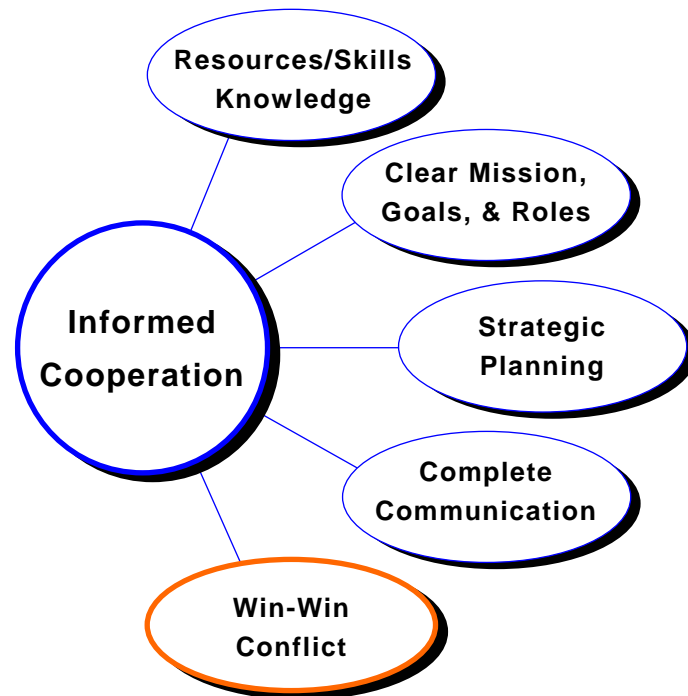 Resources/Skills
Knowledge
Clear Mission,
Goals, & Roles
Informed
Cooperation
Strategic
Planning
Complete
Communication
Win-Win
Conflict